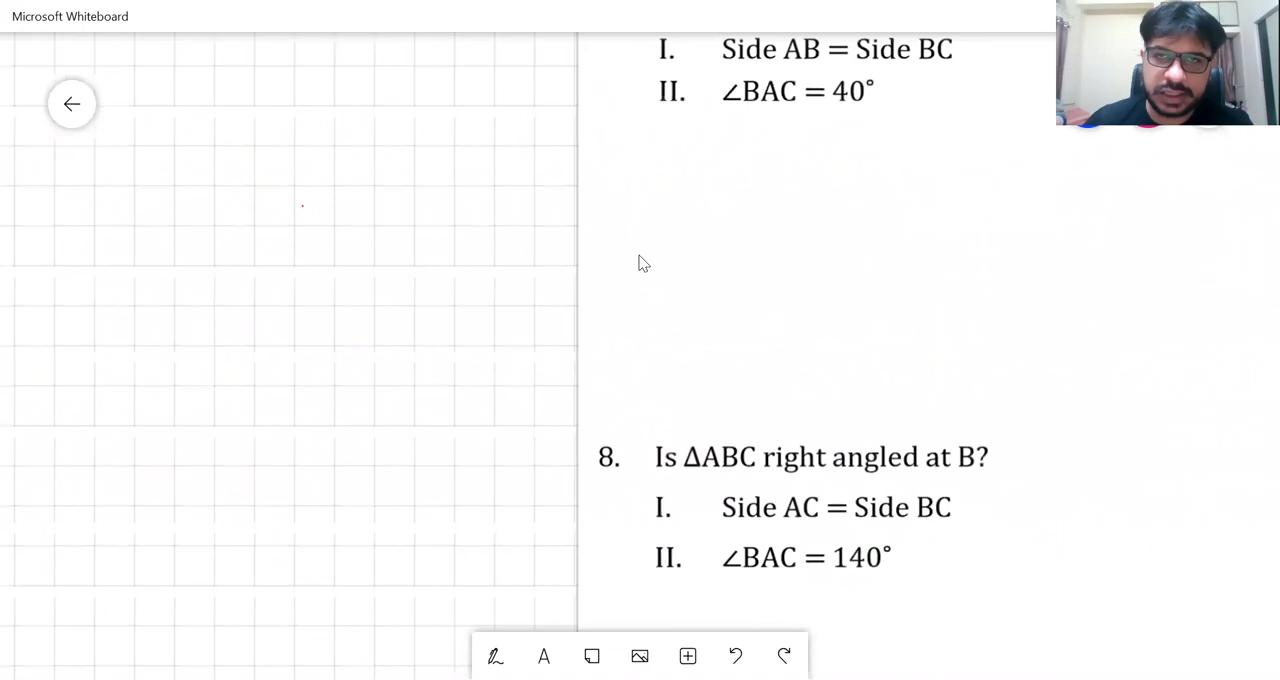 Microsoft Whiteboard
I. Side AB = Side BC
II. ∠BAC = 40°
8. Is ΔABC right angled at B?
I. Side AC = Side BC
II. ∠BAC = 140°
A